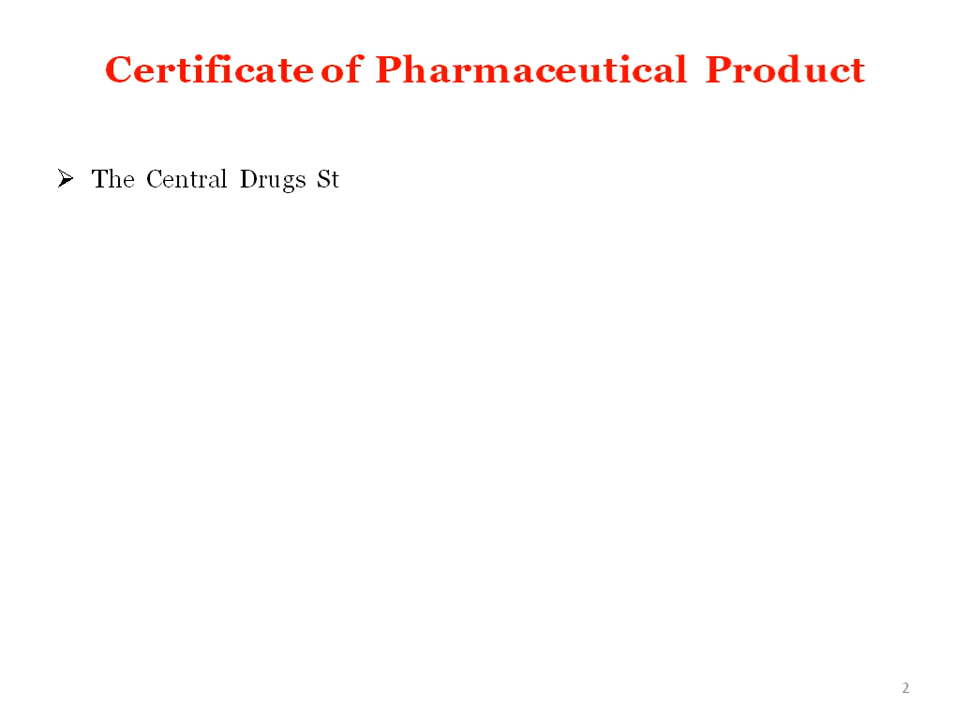 Certificate of Pharmaceutical Product
➢ The Central Drugs St
2